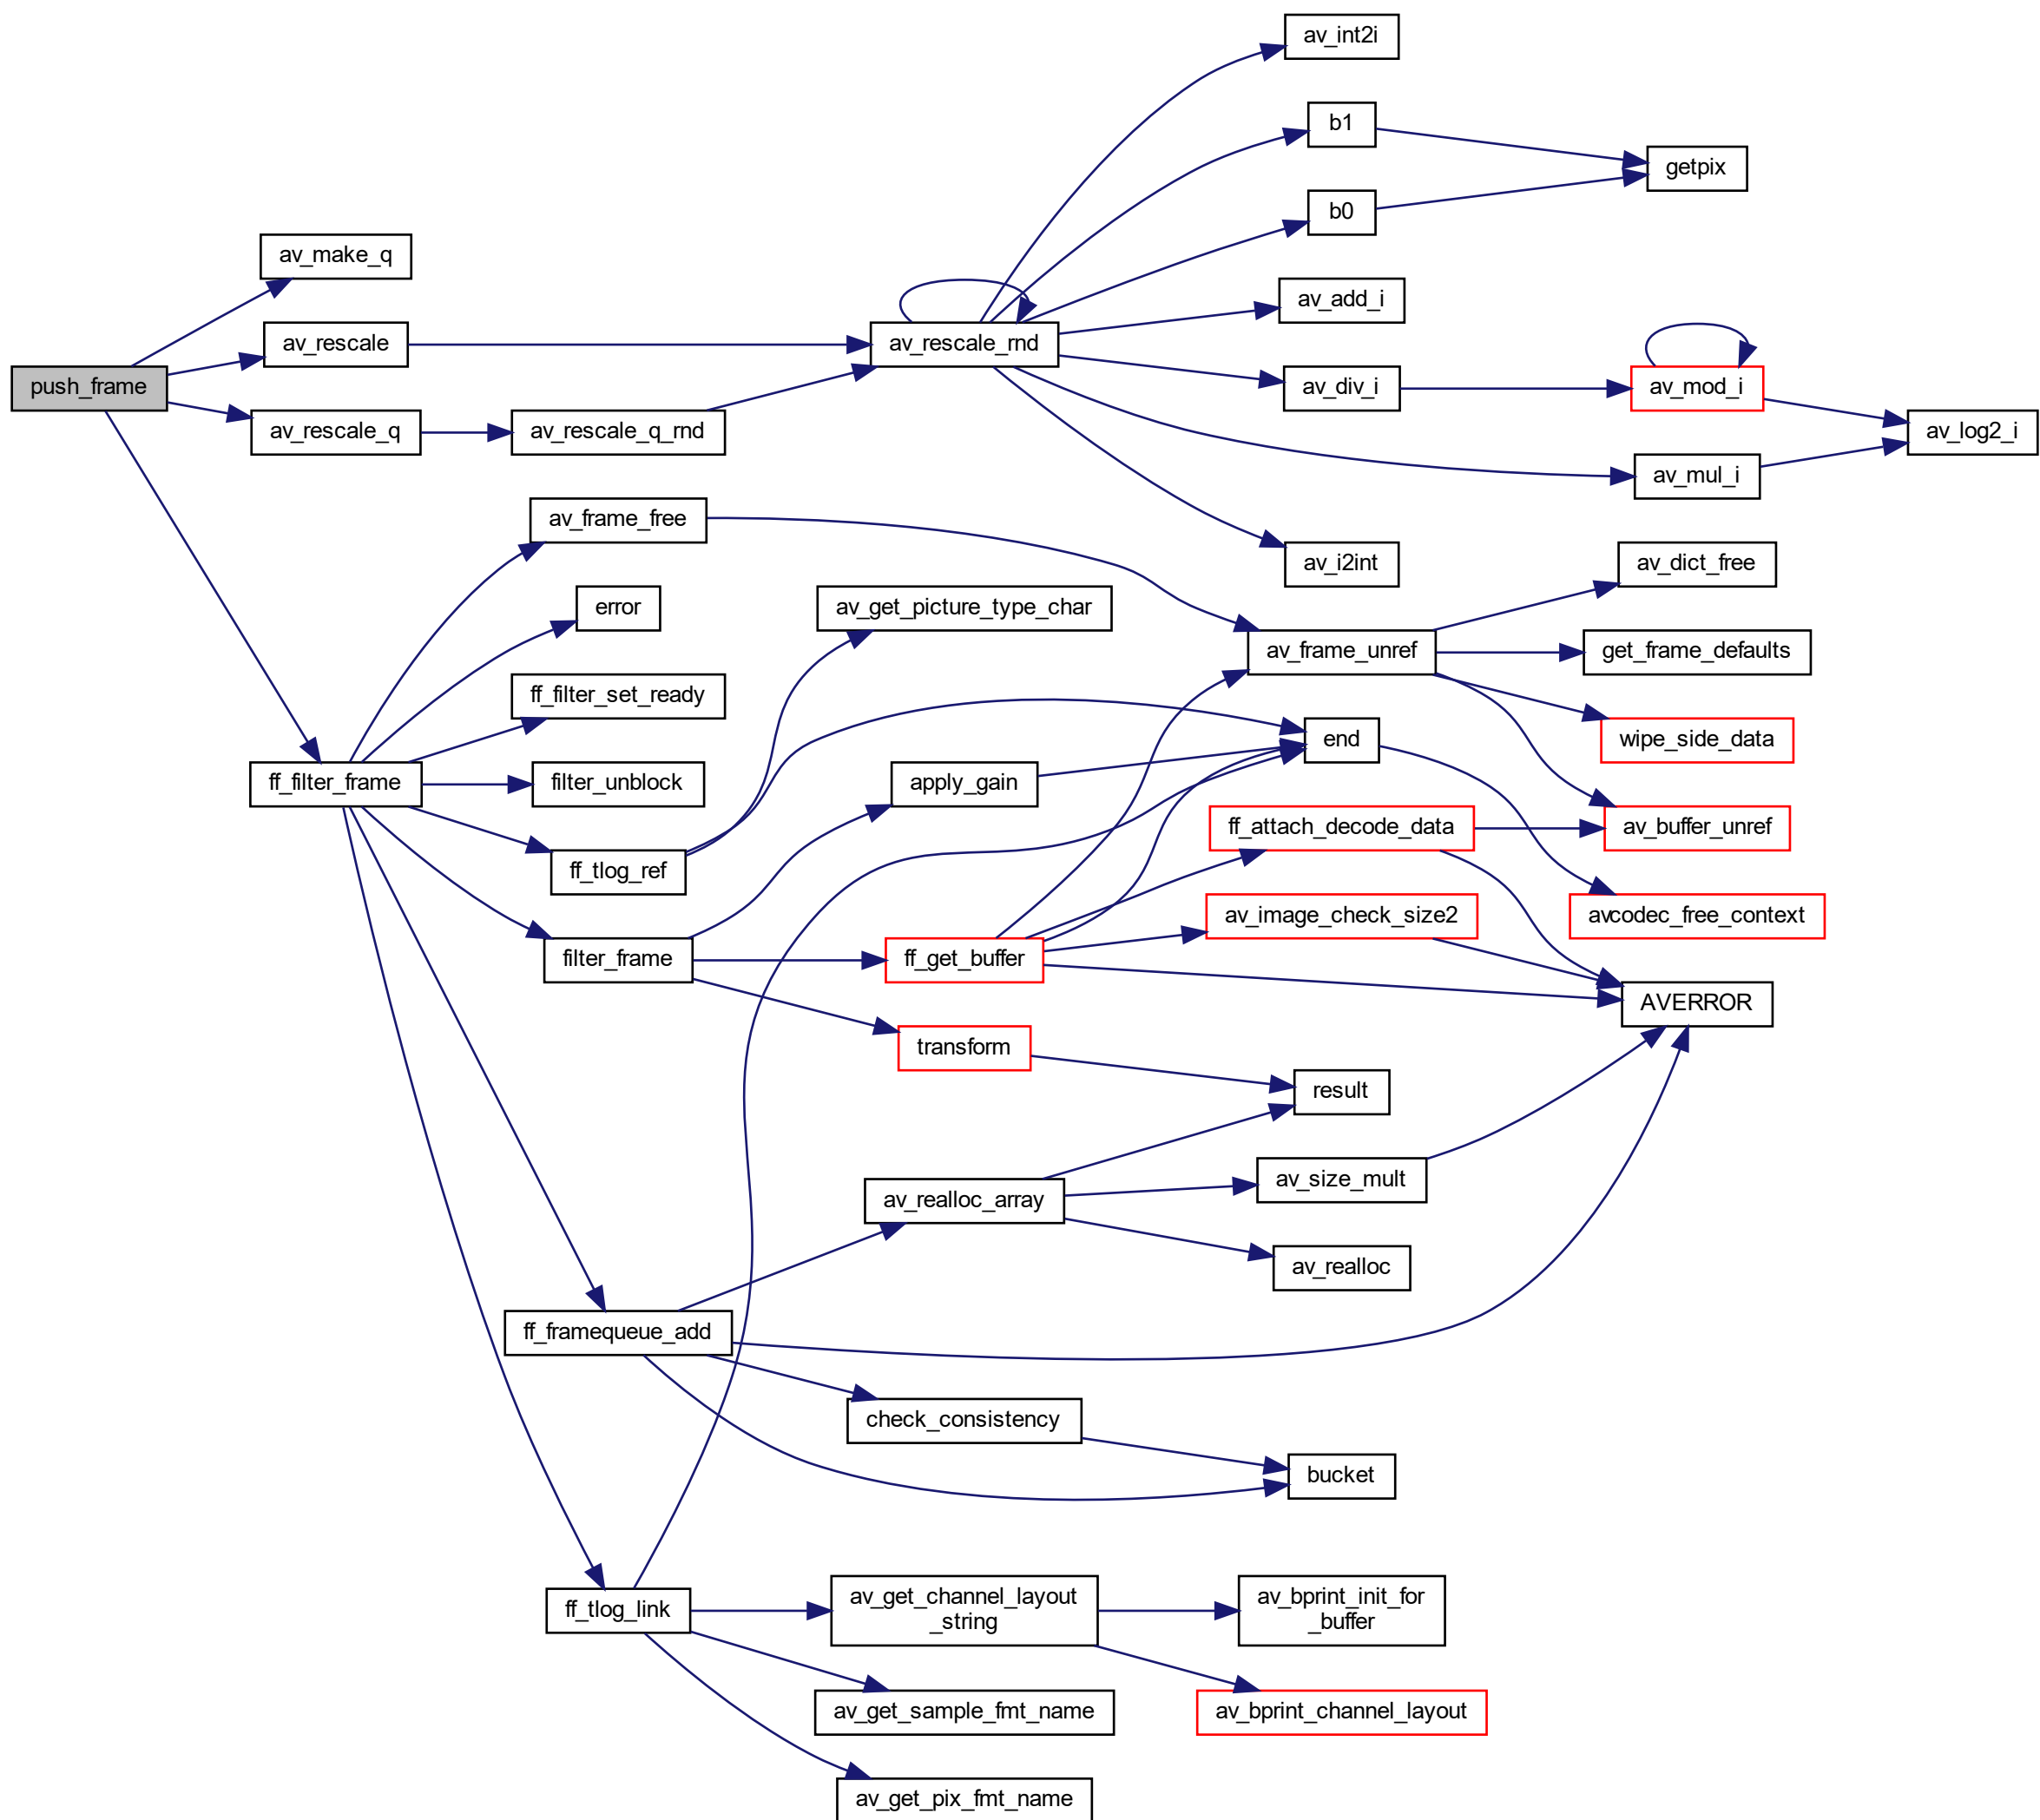 av_int2i
b1
getpix
b0
av_make_q
av_add_i
av_rescale
av_rescale_rnd
push_frame
av_div_i
av_mod_i
av_rescale_q
av_rescale_q_rnd
av_log2_i
av_mul_i
av_frame_free
av_i2int
av_dict_free
error
av_get_picture_type_char
av_frame_unref
get_frame_defaults
ff_filter_set_ready
end
wipe_side_data
ff_filter_frame
filter_unblock
apply_gain
ff_attach_decode_data
av_buffer_unref
ff_tlog_ref
av_image_check_size2
avcodec_free_context
filter_frame
ff_get_buffer
AVERROR
transform
result
av_realloc_array
av_size_mult
av_realloc
ff_framequeue_add
check_consistency
bucket
ff_tlog_link
av_get_channel_layout
_string
av_bprint_init_for
_buffer
av_get_sample_fmt_name
av_bprint_channel_layout
av_get_pix_fmt_name